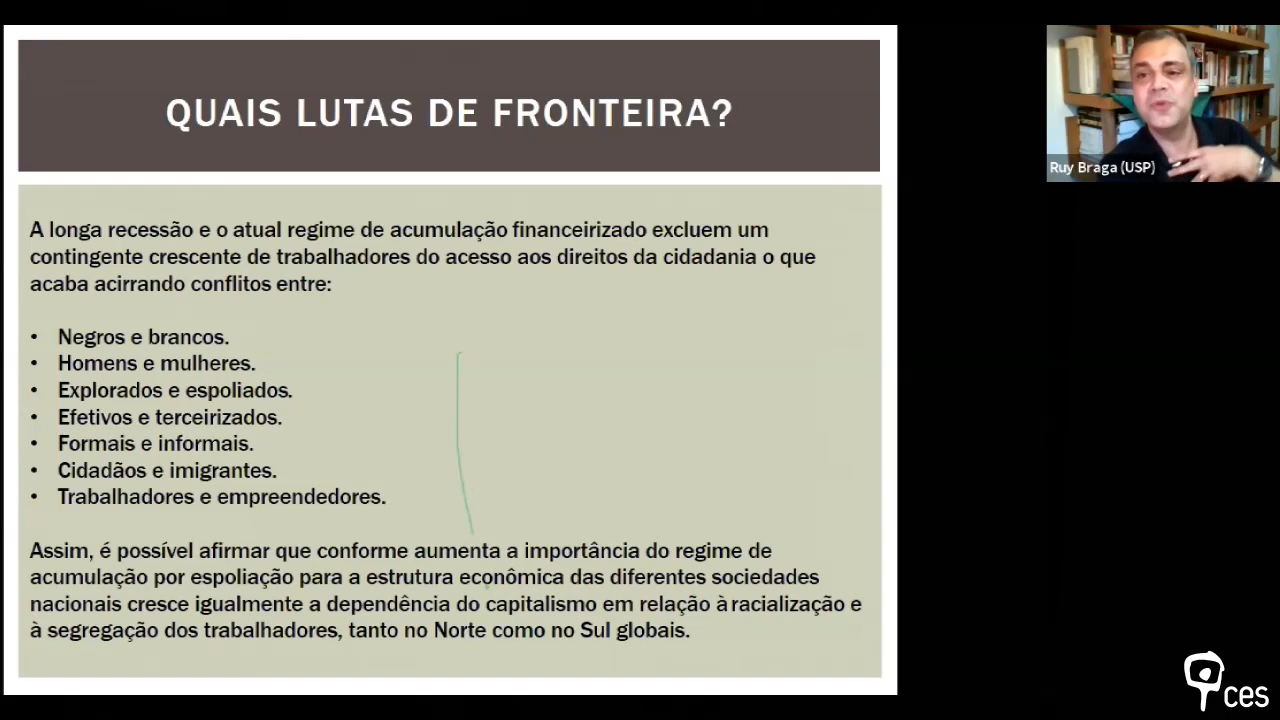 QUAIS LUTAS DE FRONTEIRA?
A longa recessão e o atual regime de acumulação financeirizado excluem um
contingente crescente de trabalhadores do acesso aos direitos da cidadania o que
acaba acirrando conflitos entre:
• Negros e brancos.
• Homens e mulheres.
• Explorados e espoliados.
• Efetivos e terceirizados.
• Formais e informais.
• Cidadãos e imigrantes.
• Trabalhadores e empreendedores.
Assim, é possível afirmar que conforme aumenta a importância do regime de
acumulação por espoliação para a estrutura econômica das diferentes sociedades
nacionais cresce igualmente a dependência do capitalismo em relação à racialização e
à segregação dos trabalhadores, tanto no Norte como no Sul globais.
Ruy Braga (USP)
ces